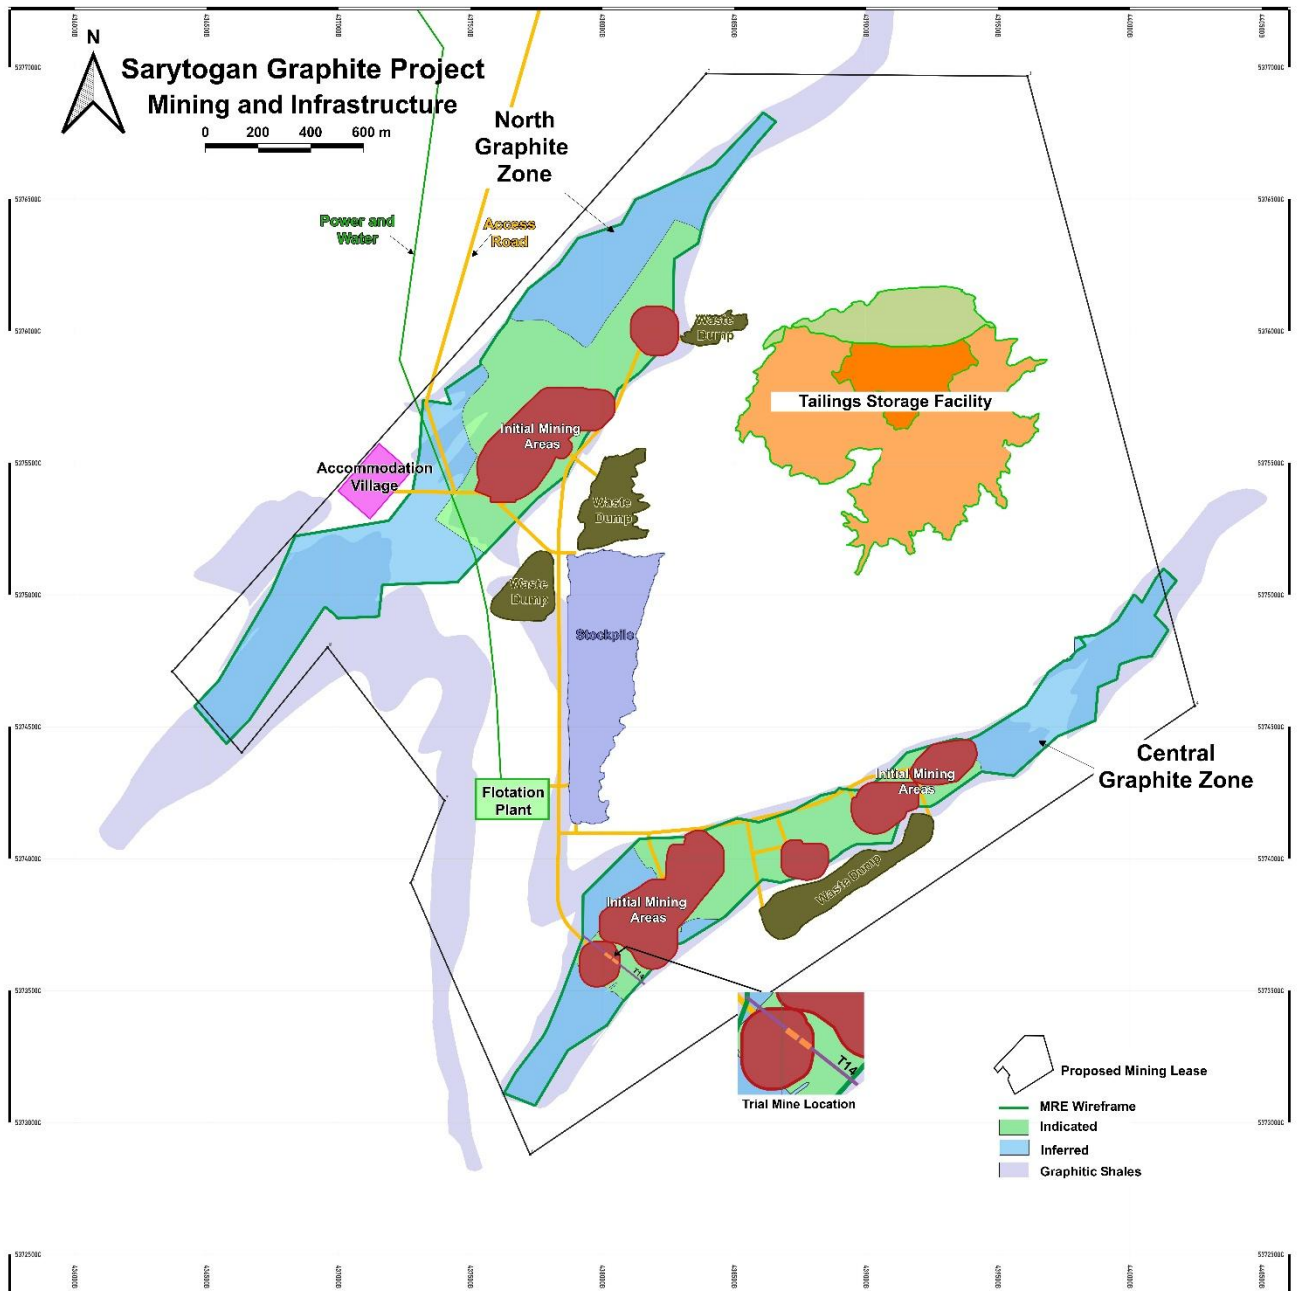 N
Sarytogan Graphite Project
Mining and Infrastructure
0 200 400 600 m
North
Graphite
Zone
Power and
Water
Access
Road
Waste
Dump
Tailings Storage Facility
Initial Mining
Areas
Accommodation
Village
Waste
Dump
Waste
Dump
Stockpile
Flotation
Plant
Central
Graphite Zone
Initial Mining
Areas
Waste Dump
Initial Mining
Areas
T14
T14
Trial Mine Location
Proposed Mining Lease
MRE Wireframe
Indicated
Inferred
Graphitic Shales